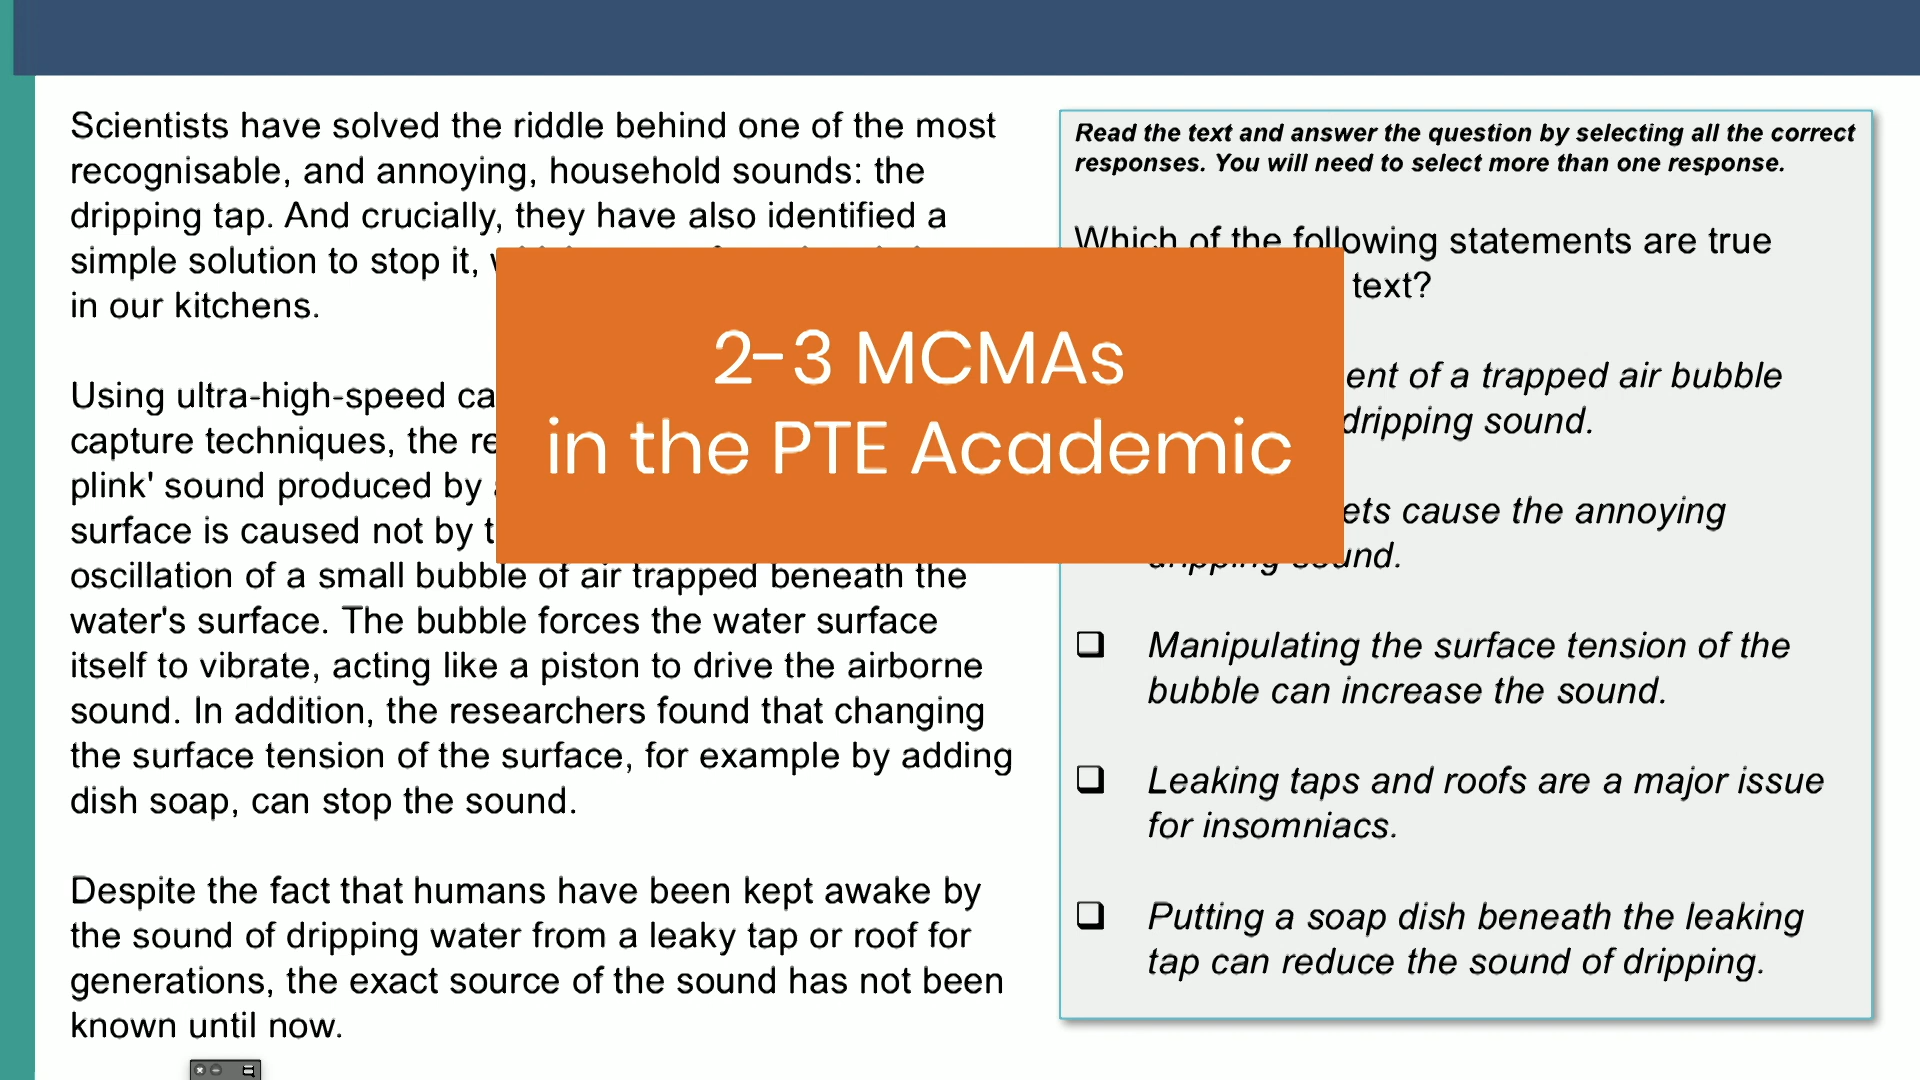 Scientists have solved the riddle behind one of the most
recognisable, and annoying, household sounds: the
dripping tap. And crucially, they have also identified a
simple solution to stop it,
in our kitchens.
Using ultra-high-speed
capture techniques, the
plink' sound produced by
surface is caused not by
oscillation of a small bubble of air trapped beneath the
water's surface. The bubble forces the water surface
itself to vibrate, acting like a piston to drive the airborne
sound. In addition, the researchers found that changing
the surface tension of the surface, for example by adding
dish soap, can stop the sound.
Despite the fact that humans have been kept awake by
the sound of dripping water from a leaky tap or roof for
generations, the exact source of the sound has not been
known until now.
2-3 MCMAs
in the PTE Academic
Read the text and answer the question by selecting all the correct
responses. You will need to select more than one response.
Which of the following statements are true
text?
of a trapped air bubble
dripping sound.
cause the annoying
dripping sound.
Manipulating the surface tension of the
bubble can increase the sound.
Leaking taps and roofs are a major issue
for insomniacs.
Putting a soap dish beneath the leaking
tap can reduce the sound of dripping.